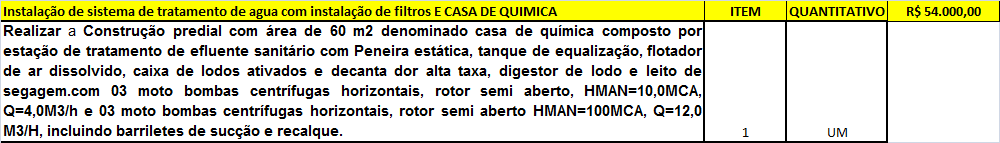 Instalação de sistema de tratamento de agua com instalação de filtros E CASA DE QUIMICA ITEM QUANTITATIVO R$ 54.000,00
Realizar a Construção predial com área de 60 m2 denominado casa de química composto por
estação de tratamento de efluente sanitário com Peneira estática, tanque de equalização, flotador
de ar dissolvido, caixa de lodos ativados e decanta dor alta taxa, digestor de lodo e leito de
segagem.com 03 moto bombas centrífugas horizontais, rotor semi aberto, HMAN=10,0MCA,
Q=4,0M3/h e 03 moto bombas centrífugas horizontais, rotor semi aberto HMAN=100MCA, Q=12,0
M3/H, incluindo barriletes de sucção e recalque. 1 UM